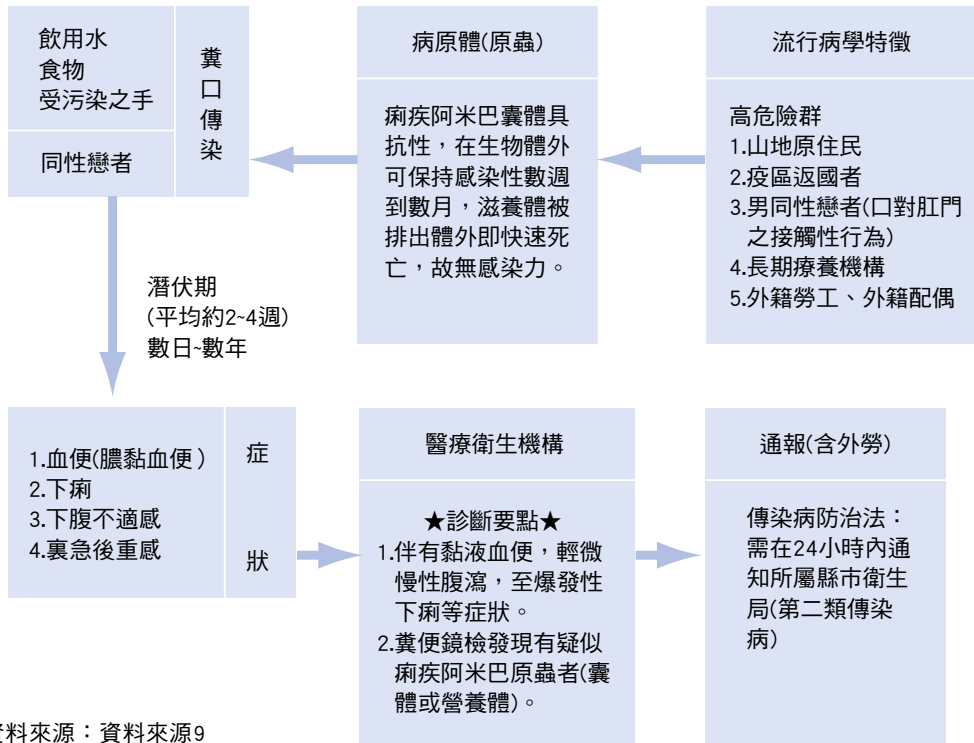 飲用水
食物
受污染之手
同性戀者
糞
口
傳
染
病原體(原蟲)
痢疾阿米巴囊體具
抗性，在生物體外
可保持感染性數週
到數月，滋養體被
排出體外即快速死
亡，故無感染力。
流行病學特徵
高危險群
1.山地原住民
2.疫區返國者
3.男同性戀者(口對肛門
之接觸性行為)
4.長期療養機構
5.外籍勞工、外籍配偶
潛伏期
(平均約2~4週)
數日~數年
1.血便(膿黏血便)
2.下痢
3.下腹不適感
4.裏急後重感
症
狀
醫療衛生機構
★診斷要點★
1.伴有黏液血便，輕微
慢性腹瀉，至爆發性
下痢等症狀。
2.糞便鏡檢發現有疑似
痢疾阿米巴原蟲者(囊
體或營養體)。
通報(含外勞)
傳染病防治法：
需在24小時內通
知所屬縣市衛生
局(第二類傳染
病)
資料來源：資料來源9